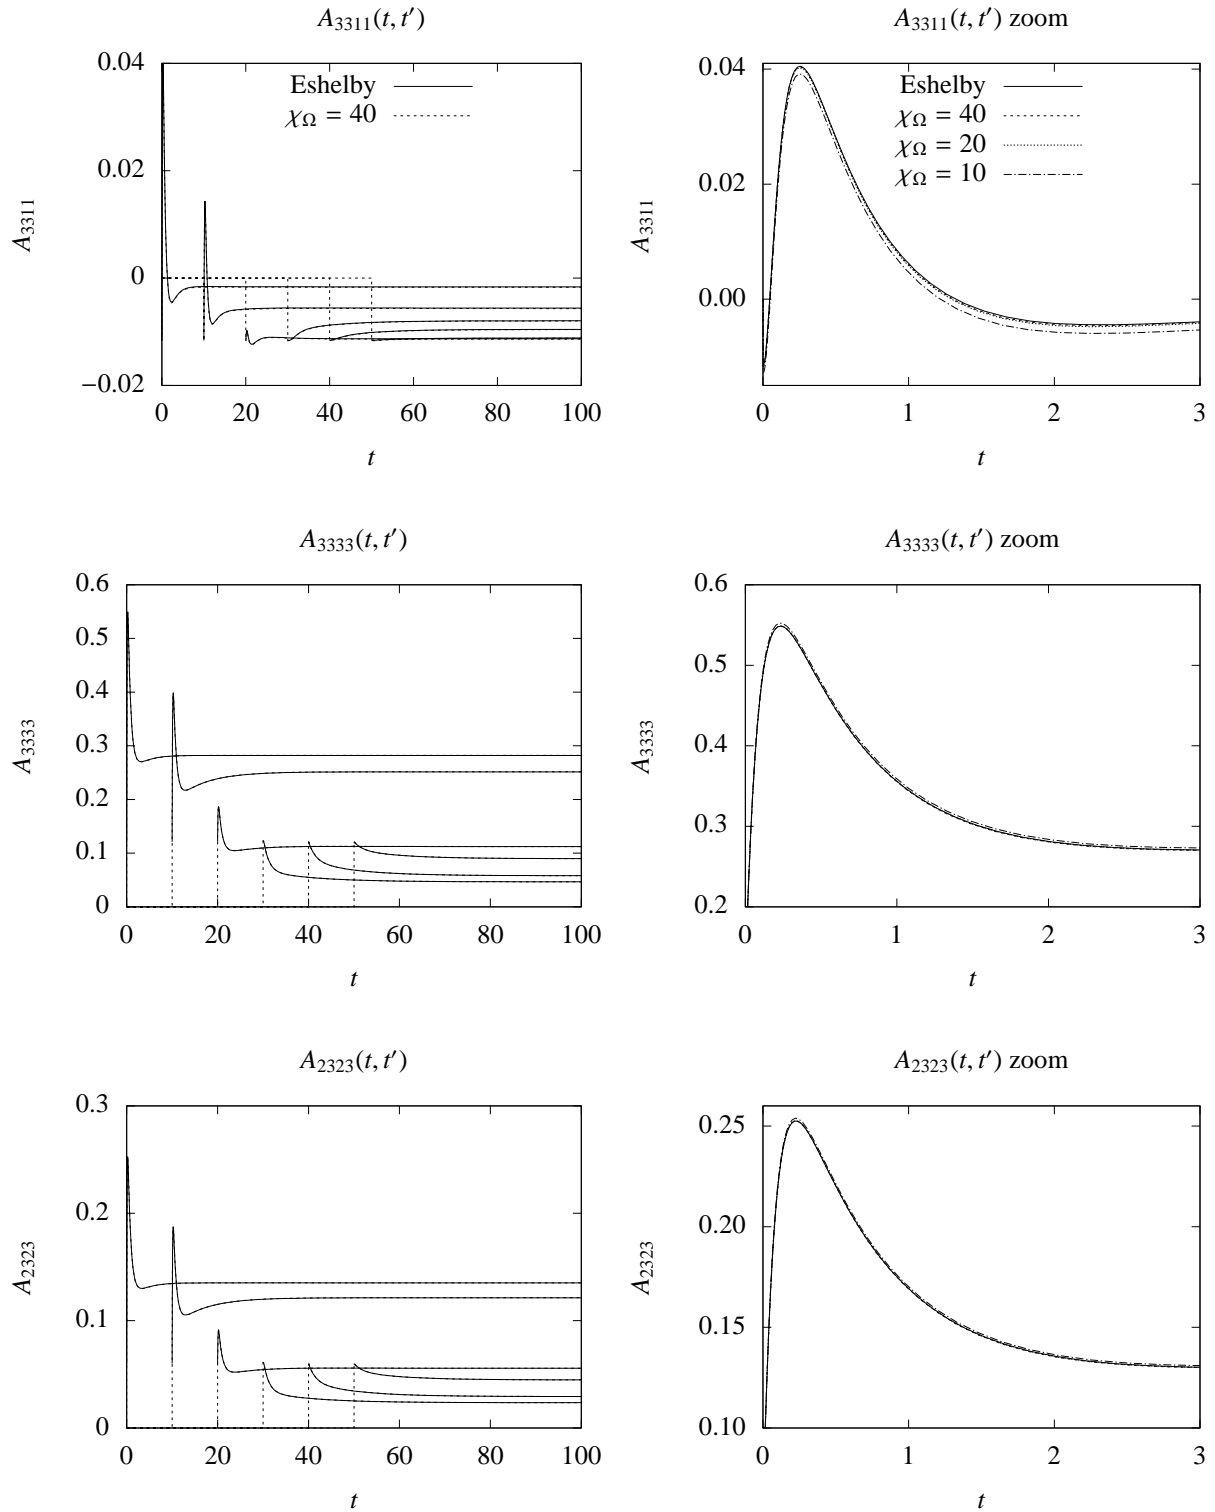 A3311(t, t′)
A3311(t, t′) zoom
0.04
0.02
0
−0.02
A3311
Eshelby
χΩ = 40
0 20 40 60 80 100
t
0.04
0.02
0.00
A3311
Eshelby
χΩ = 40
χΩ = 20
χΩ = 10
0 1 2 3
t
A3333(t, t′)
A3333(t, t′) zoom
0.6
0.5
0.4
0.3
0.2
0.1
0
A3333
0 20 40 60 80 100
t
0.6
0.5
0.4
0.3
0.2
A3333
0 1 2 3
t
A2323(t, t′)
A2323(t, t′) zoom
0.3
0.2
0.1
0
A2323
0 20 40 60 80 100
t
0.25
0.20
0.15
0.10
A2323
0 1 2 3
t